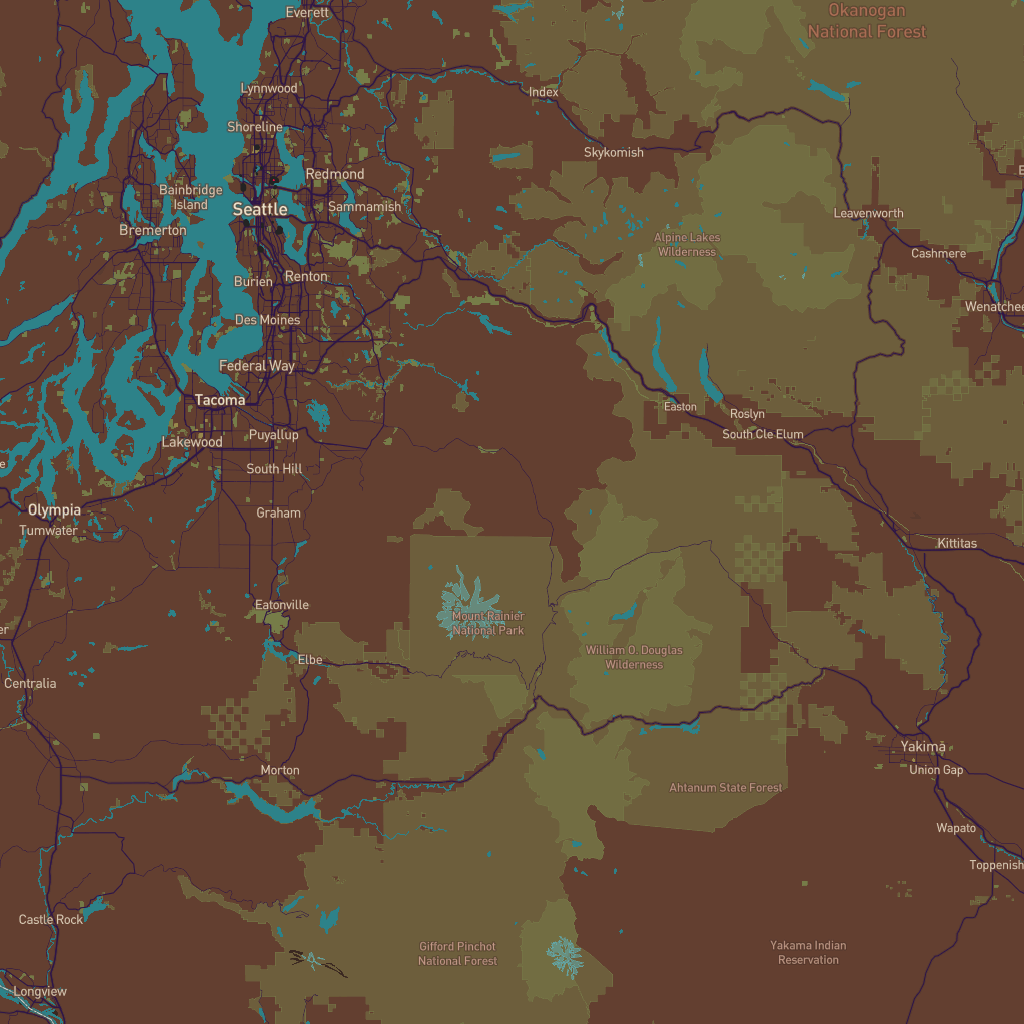 Okanogan
National Forest
Everett
Lynnwood
Index
Shoreline
Skykomish
Redmond
Bainbridge
Island
Sammamish
Seattle
Leavenworth
Bremerton
Alpine Lakes
Wilderness
Cashmere
Renton
Burien
Wenatchee
Des Moines
Federal Way
Tacoma
Easton
Roslyn
Puyallup
South Cle Elum
Lakewood
South Hill
Olympia
Graham
Tumwater
Kittitas
Eatonville
Mount Rainier
National Park
William O. Douglas
Wilderness
Elbe
Centralia
Yakima
Morton
Union Gap
Ahtanum State Forest
Wapato
Toppenish
Castle Rock
Gifford Pinchot
National Forest
Yakama Indian
Reservation
Longview